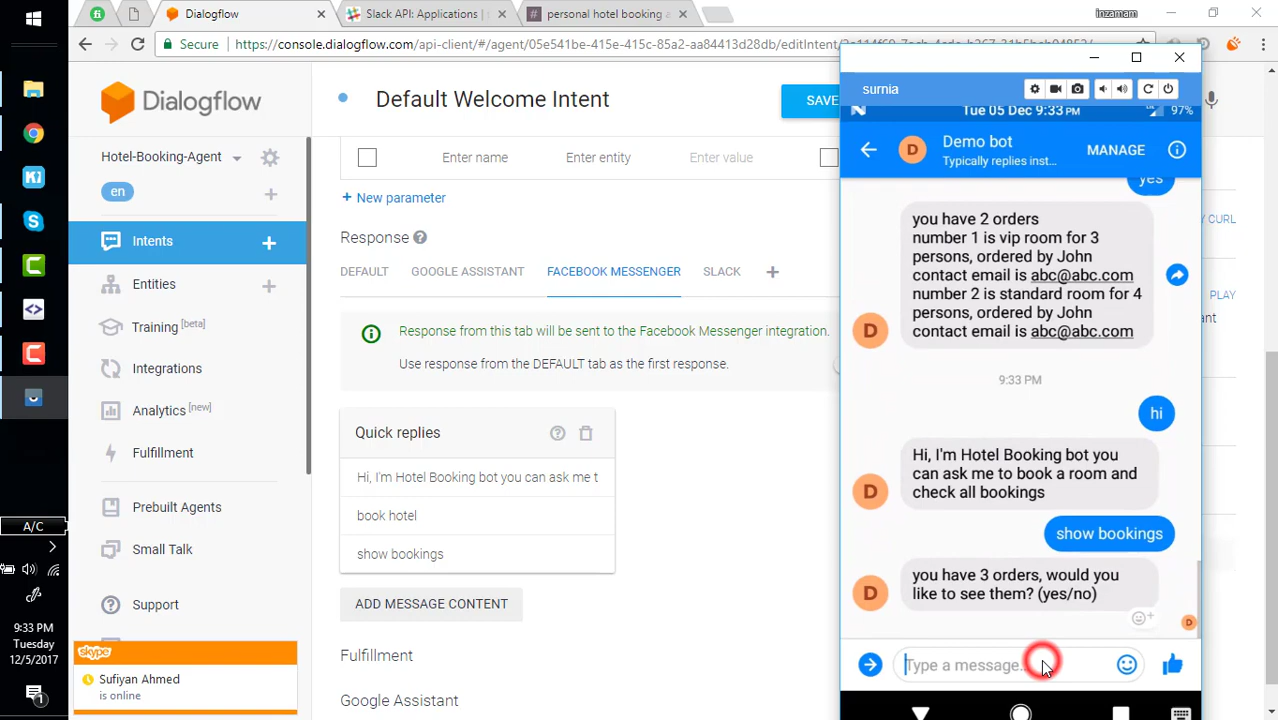 Dialogflow
Slack API: Applications |
personal hotel booking a
inzamam
Secure
https://console.dialogflow.com/api-client/#/agent/05e541be-415e-415c-85a2-aa84413d28db/editIntent/
Dialogflow
Hotel-Booking-Agent
en
Intents
Entities
Training [beta]
Integrations
Analytics [new]
Fulfillment
Prebuilt Agents
Small Talk
Support
Default Welcome Intent
SAVE
Enter name
Enter entity
Enter value
+ New parameter
Response
DEFAULT
GOOGLE ASSISTANT
FACEBOOK MESSENGER
SLACK
Response from this tab will be sent to the Facebook Messenger integration.
Use response from the DEFAULT tab as the first response.
Quick replies
Hi, I'm Hotel Booking bot you can ask me t
book hotel
show bookings
ADD MESSAGE CONTENT
Fulfillment
Google Assistant
Y CURL
PLAY
surnia
Tue 05 Dec 9:33 PM
97%
Demo bot
Typically replies inst...
MANAGE
yes
you have 2 orders
number 1 is vip room for 3
persons, ordered by John
contact email is abc@abc.com
number 2 is standard room for 4
persons, ordered by John
contact email is abc@abc.com
D
9:33 PM
hi
Hi, I'm Hotel Booking bot you
can ask me to book a room and
check all bookings
D
show bookings
you have 3 orders, would you
like to see them? (yes/no)
D
D
Type a message...
A/C
9:33 PM
Tuesday
12/5/2017
1
skype
Sufiyan Ahmed
is online